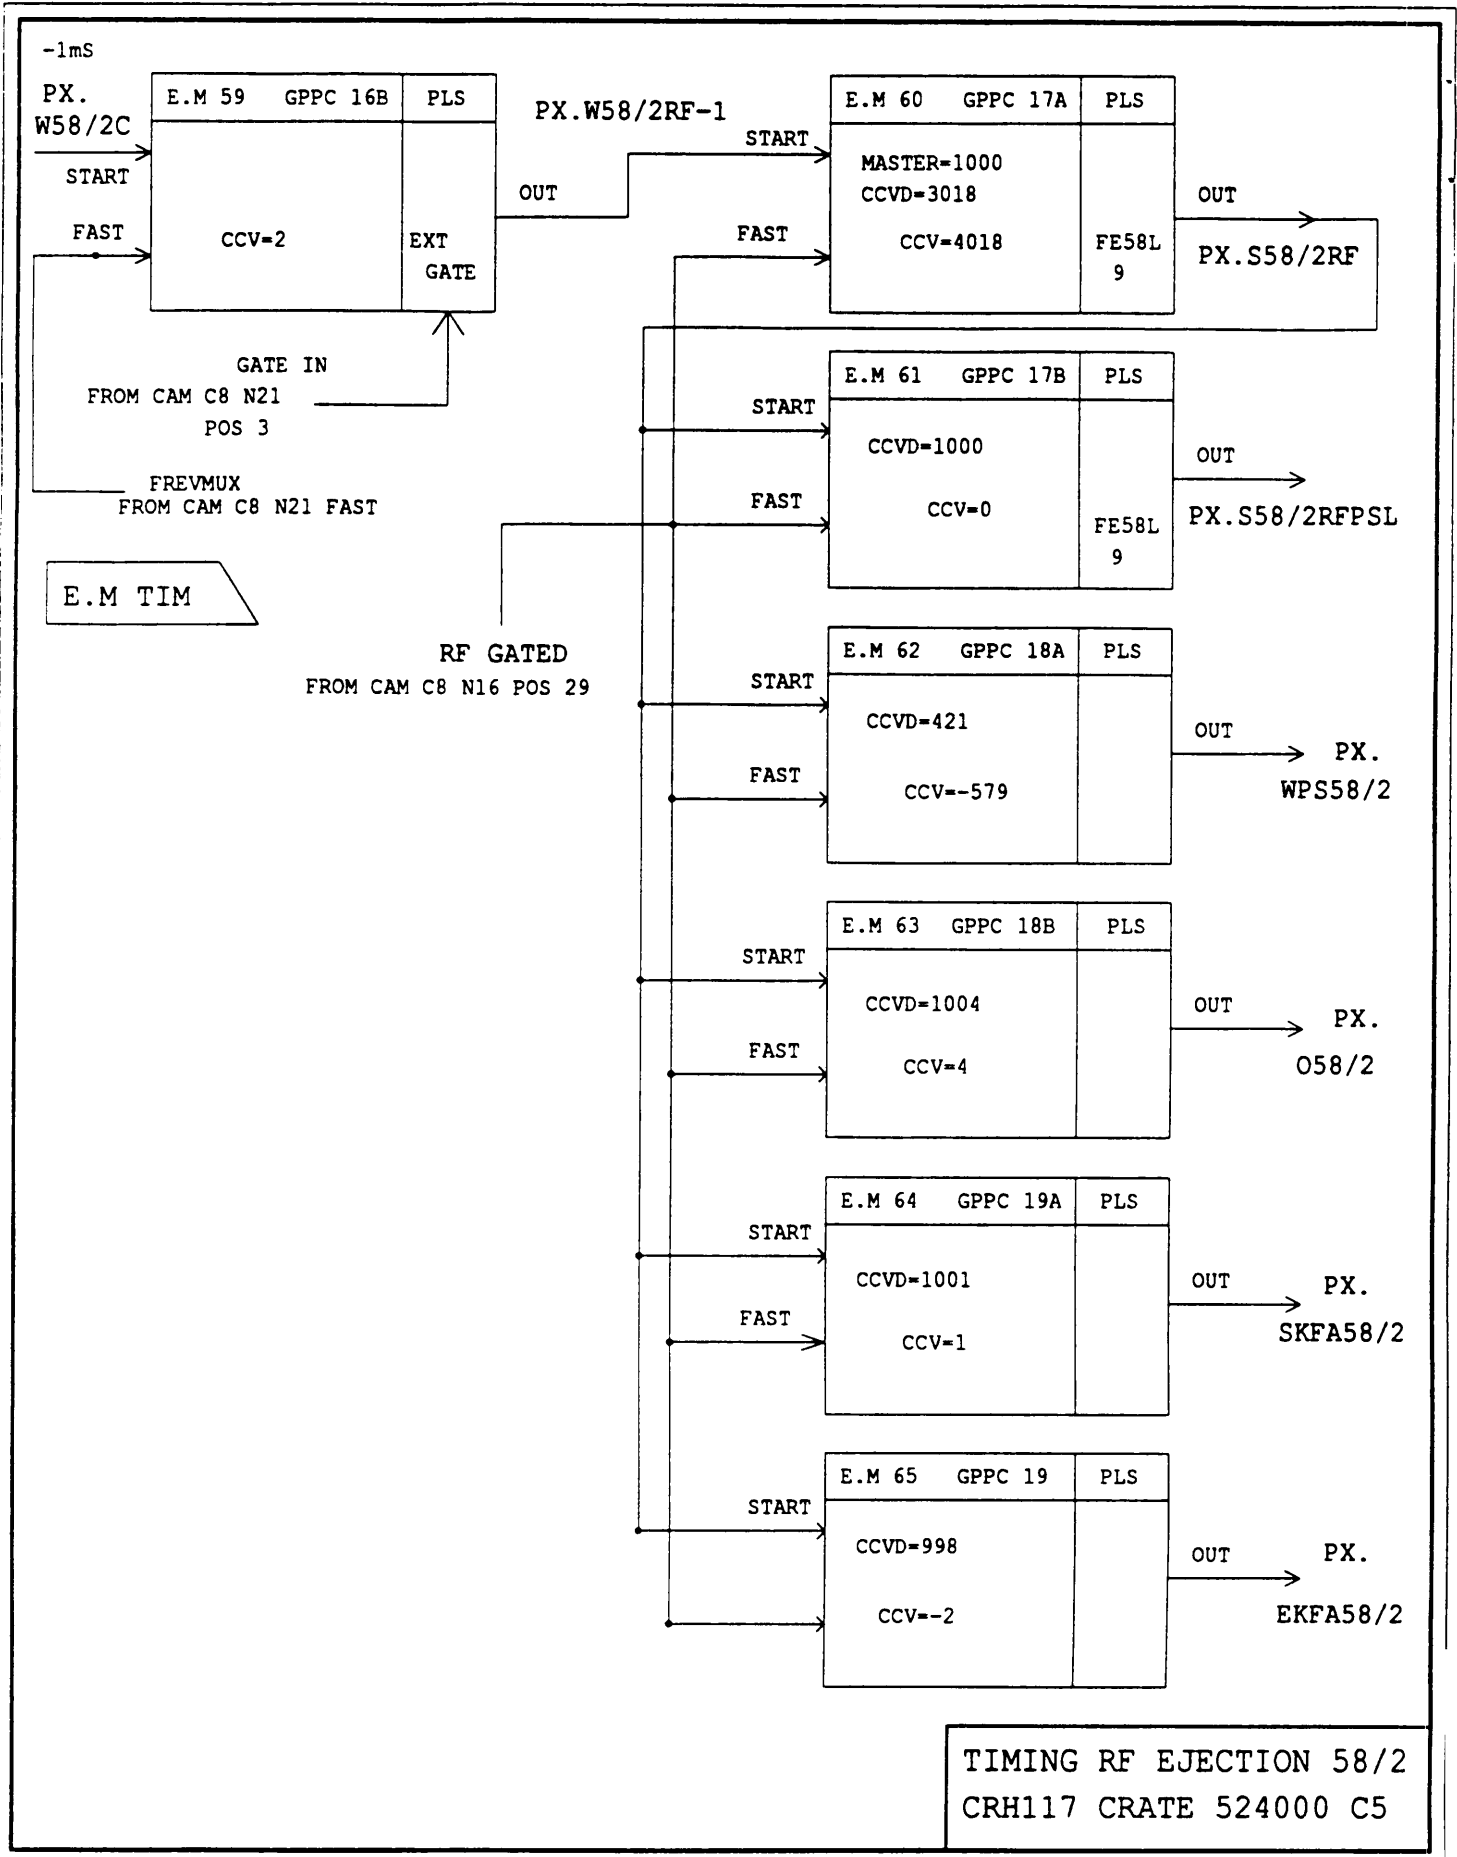 -1mS
PX.
W58/2C
START
FAST
E.M 59 GPPC 16B PLS
CCV=2
EXT
GATE
OUT
PX.W58/2RF-1
GATE IN
FROM CAM C8 N21
POS 3
FREVMUX
FROM CAM C8 N21 FAST
E.M TIM
RF GATED
FROM CAM C8 N16 POS 29
START
FAST
E.M 60 GPPC 17A PLS
MASTER=1000
CCVD=3018
CCV=4018
FE58L
9
OUT
PX.S58/2RF
START
FAST
E.M 61 GPPC 17B PLS
CCVD=1000
CCV=0
FE58L
9
OUT
PX.S58/2RFPSL
START
FAST
E.M 62 GPPC 18A PLS
CCVD=421
CCV=-579
OUT
PX.
WPS58/2
START
FAST
E.M 63 GPPC 18B PLS
CCVD=1004
CCV=4
OUT
PX.
O58/2
START
FAST
E.M 64 GPPC 19A PLS
CCVD=1001
CCV=1
OUT
PX.
SKFA58/2
START
E.M 65 GPPC 19 PLS
CCVD=998
CCV=-2
OUT
PX.
EKFA58/2
TIMING RF EJECTION 58/2
CRH117 CRATE 524000 C5